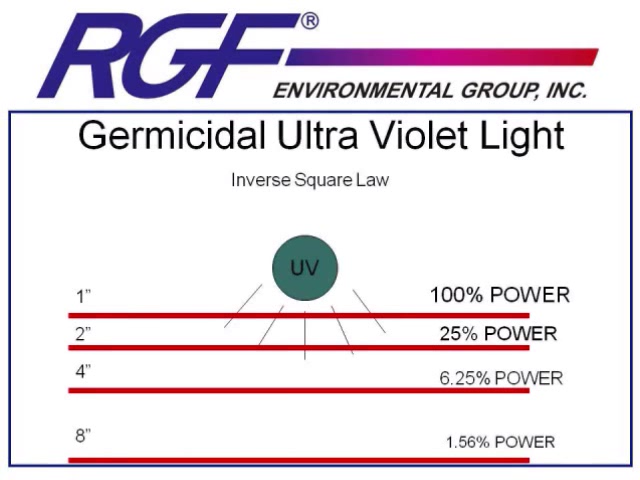 RGF®
ENVIRONMENTAL GROUP, INC.
Germicidal Ultra Violet Light
Inverse Square Law
UV
1” 100% POWER
2” 25% POWER
4” 6.25% POWER
8” 1.56% POWER